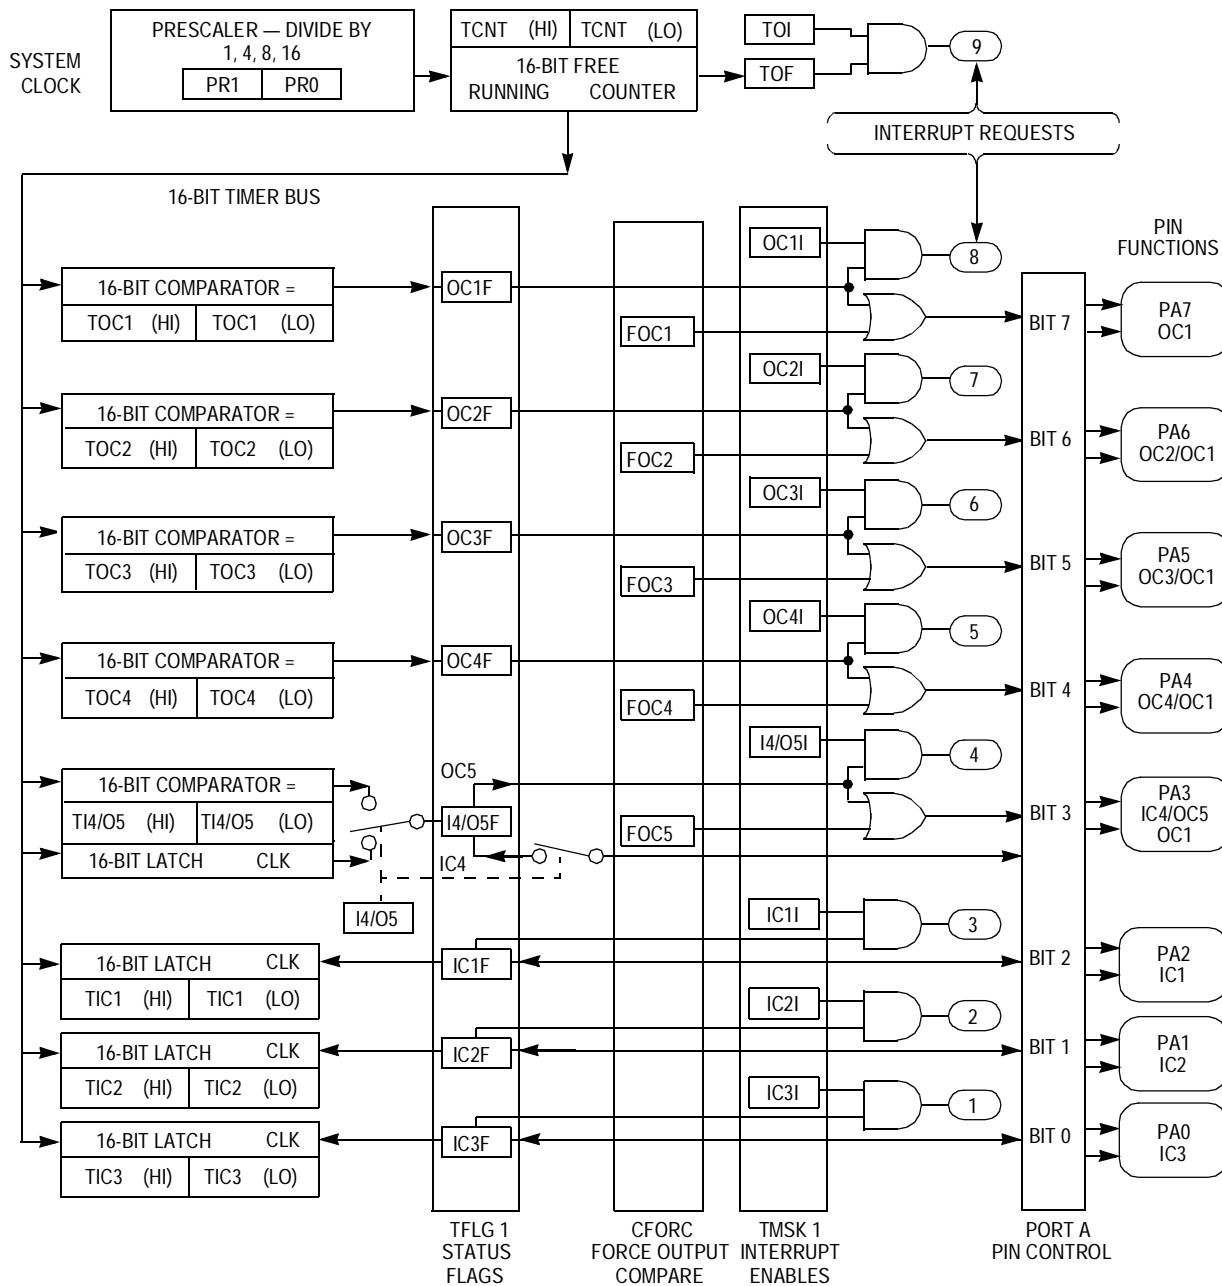 SYSTEM
CLOCK
PRESCALER — DIVIDE BY
1, 4, 8, 16
PR1 PR0
TCNT (HI) TCNT (LO)
16-BIT FREE
RUNNING COUNTER
TOI
TOF
9
INTERRUPT REQUESTS
16-BIT TIMER BUS
PIN
FUNCTIONS
OC1I
8
16-BIT COMPARATOR =
TOC1 (HI) TOC1 (LO)
OC1F
FOC1
BIT 7
PA7
OC1
OC2I
7
16-BIT COMPARATOR =
TOC2 (HI) TOC2 (LO)
OC2F
FOC2
BIT 6
PA6
OC2/OC1
OC3I
6
16-BIT COMPARATOR =
TOC3 (HI) TOC3 (LO)
OC3F
FOC3
BIT 5
PA5
OC3/OC1
OC4I
5
16-BIT COMPARATOR =
TOC4 (HI) TOC4 (LO)
OC4F
FOC4
BIT 4
PA4
OC4/OC1
I4/O5I
4
16-BIT COMPARATOR =
TI4/O5 (HI) TI4/O5 (LO)
16-BIT LATCH CLK
OC5
I4/O5F
IC4
FOC5
BIT 3
PA3
IC4/OC5
OC1
I4/O5
IC1I
3
16-BIT LATCH CLK
TIC1 (HI) TIC1 (LO)
IC1F
BIT 2
PA2
IC1
IC2I
2
16-BIT LATCH CLK
TIC2 (HI) TIC2 (LO)
IC2F
BIT 1
PA1
IC2
IC3I
1
16-BIT LATCH CLK
TIC3 (HI) TIC3 (LO)
IC3F
BIT 0
PA0
IC3
TFLG 1
STATUS
FLAGS
CFORC
FORCE OUTPUT
COMPARE
TMSK 1
INTERRUPT
ENABLES
PORT A
PIN CONTROL